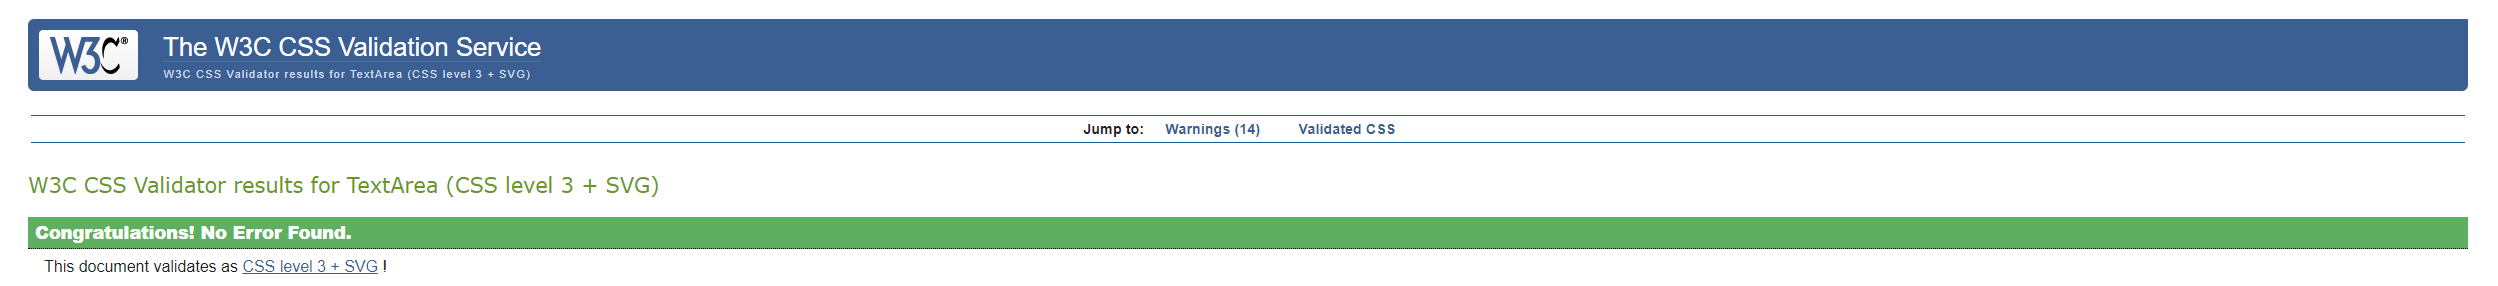 W3C®
The W3C CSS Validation Service
W3C CSS Validator results for TextArea (CSS level 3 + SVG)
Jump to: Warnings (14) Validated CSS
W3C CSS Validator results for TextArea (CSS level 3 + SVG)
Congratulations! No Error Found.
This document validates as CSS level 3 + SVG !